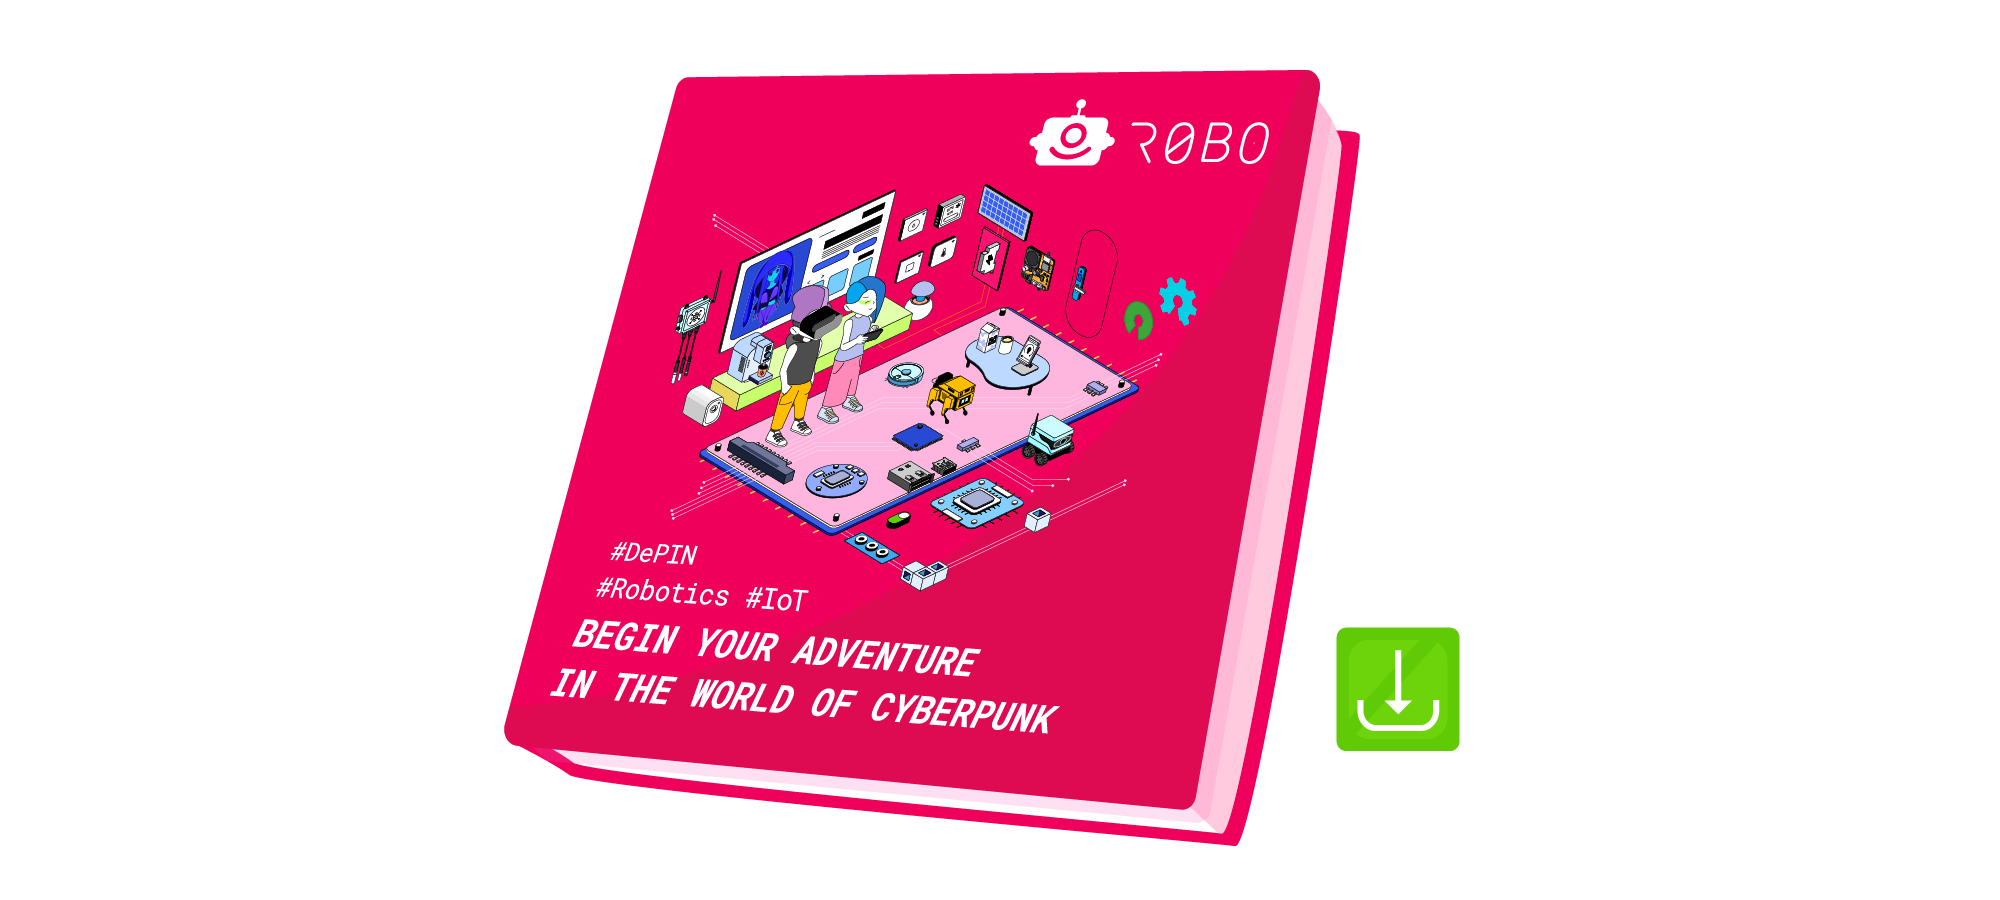 R0BO
#DePIN
#Robotics #IoT
BEGIN YOUR ADVENTURE
IN THE WORLD OF CYBERPUNK